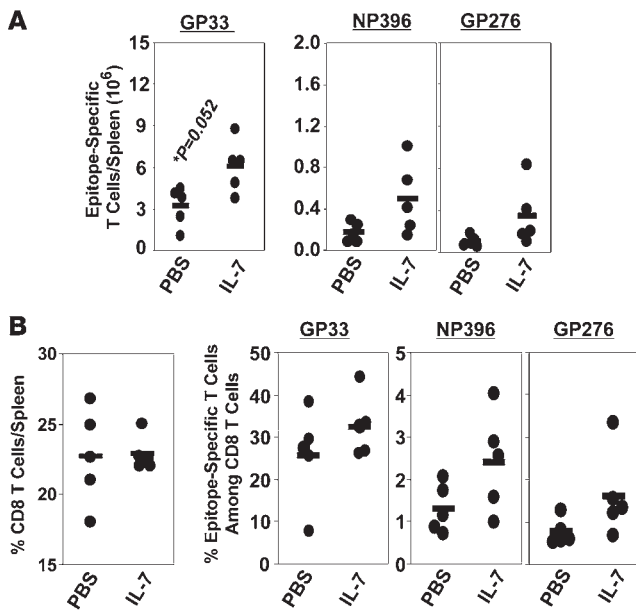 A
GP33
NP396
GP276
Epitope-Specific
T Cells/Spleen (10⁶)
15
12
9
6
3
0
*P=0.052
2.0
1.6
1.2
0.8
0.4
0.0
PBS
IL-7
PBS
IL-7
PBS
IL-7
B
GP33
NP396
GP276
% CD8 T Cells/Spleen
30
25
20
15
% Epitope-Specific T Cells
Among CD8 T Cells
50
40
30
20
10
0
5
4
3
2
1
0
PBS
IL-7
PBS
IL-7
PBS
IL-7
PBS
IL-7